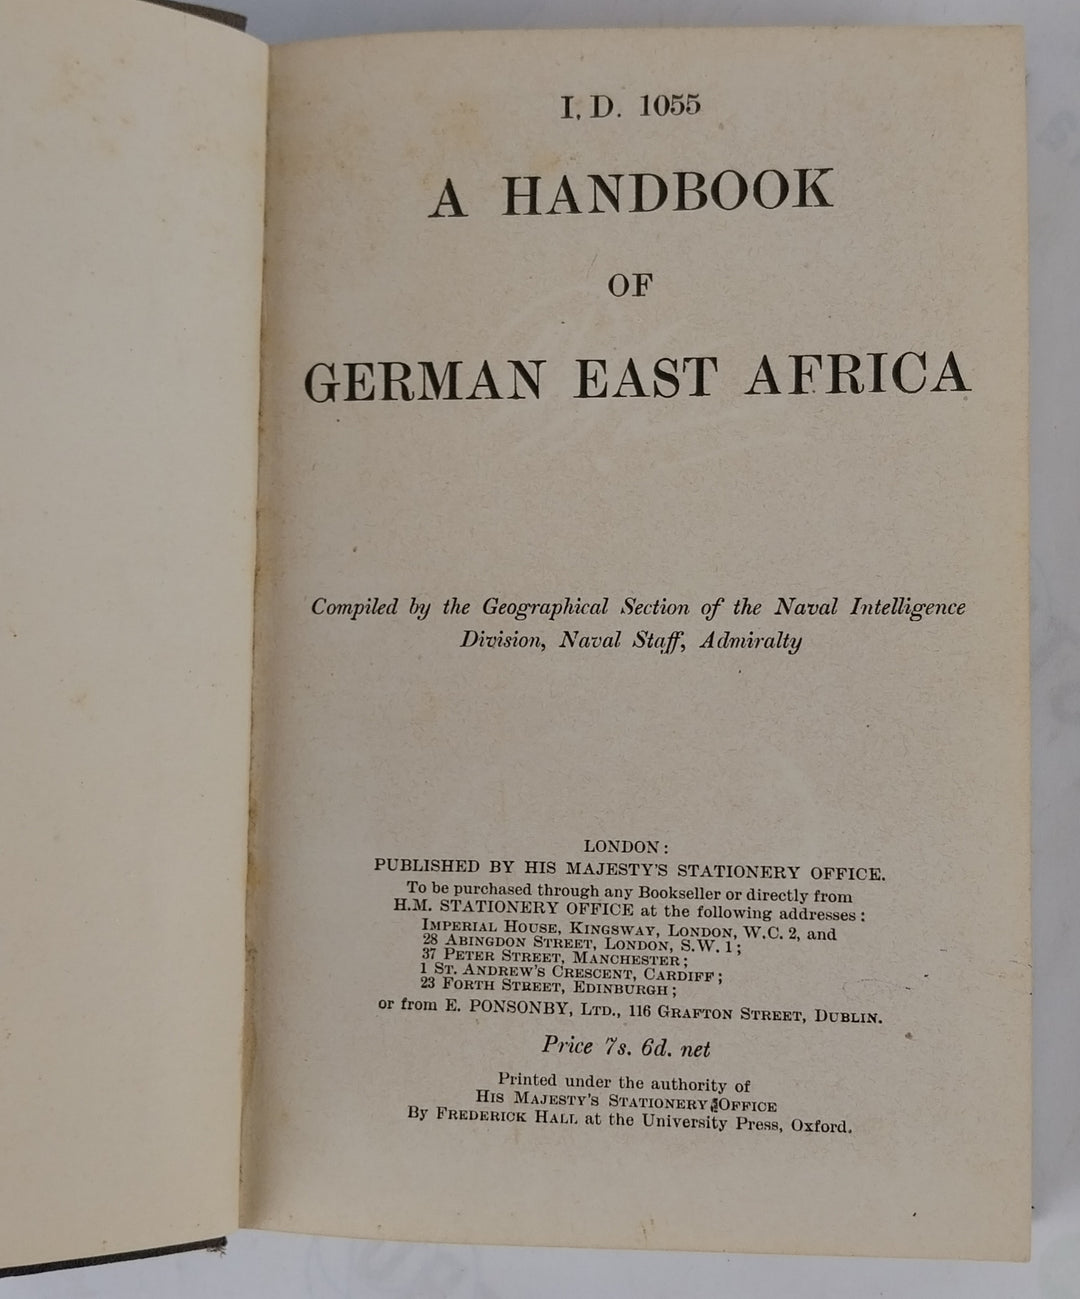 I. D. 1055
A HANDBOOK
OF
GERMAN EAST AFRICA
Compiled by the Geographical Section of the Naval Intelligence
Division, Naval Staff, Admiralty
LONDON:
PUBLISHED BY HIS MAJESTY'S STATIONERY OFFICE.
To be purchased through any Bookseller or directly from
H.M. STATIONERY OFFICE at the following addresses:
IMPERIAL HOUSE, KINGSWAY, LONDON, W.C. 2, and
28 ABINGDON STREET, LONDON, S.W. 1;
37 PETER STREET, MANCHESTER;
1 ST. ANDREW'S CRESCENT, CARDIFF;
23 FORTH STREET, EDINBURGH;
or from E. PONSONBY, LTD., 116 GRAFTON STREET, DUBLIN.
Price 7s. 6d. net
Printed under the authority of
HIS MAJESTY'S STATIONERY OFFICE
By FREDERICK HALL at the University Press, Oxford.